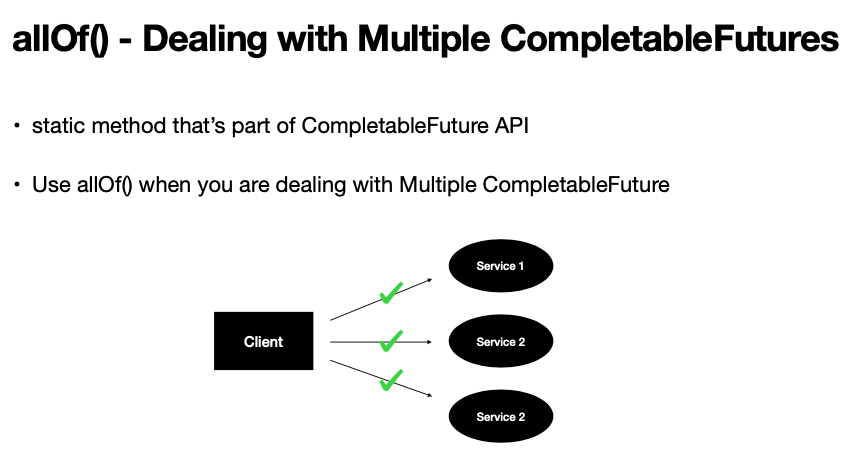 allOf() - Dealing with Multiple CompletableFutures
• static method that’s part of CompletableFuture API
• Use allOf() when you are dealing with Multiple CompletableFuture
Service 1
Client
Service 2
Service 2